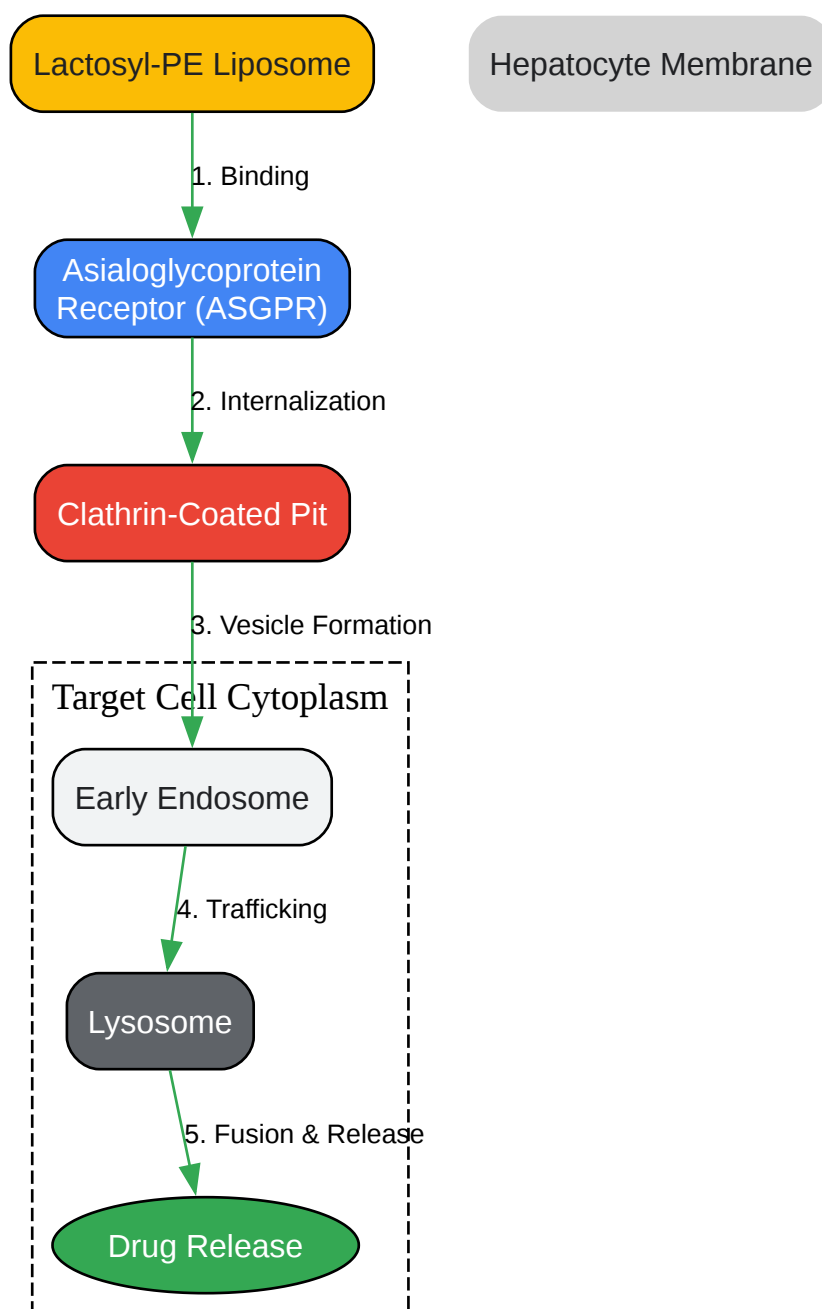 Lactosyl-PE Liposome
Hepatocyte Membrane
1. Binding
Asialoglycoprotein
Receptor (ASGPR)
2. Internalization
Clathrin-Coated Pit
3. Vesicle Formation
Target Cell Cytoplasm
Early Endosome
4. Trafficking
Lysosome
5. Fusion & Release
Drug Release